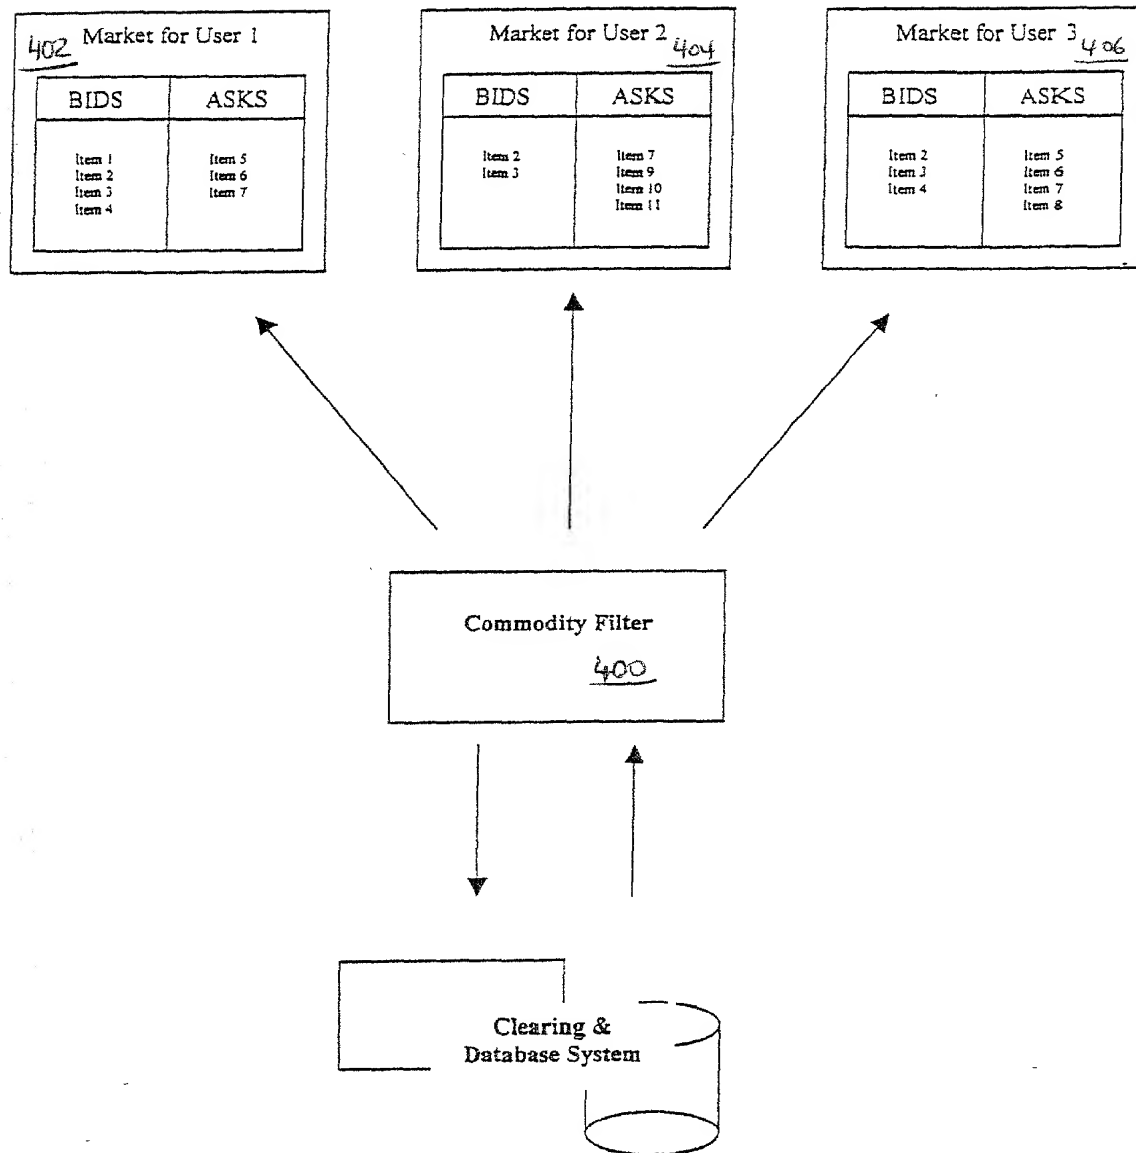 Market for User 1
402
BIDS ASKS
Item 1 Item 5
Item 2 Item 6
Item 3 Item 7
Item 4
Market for User 2
404
BIDS ASKS
Item 2 Item 7
Item 3 Item 9
Item 10
Item 11
Market for User 3
406
BIDS ASKS
Item 2 Item 5
Item 3 Item 6
Item 4 Item 7
Item 8
Commodity Filter
400
Clearing &
Database System